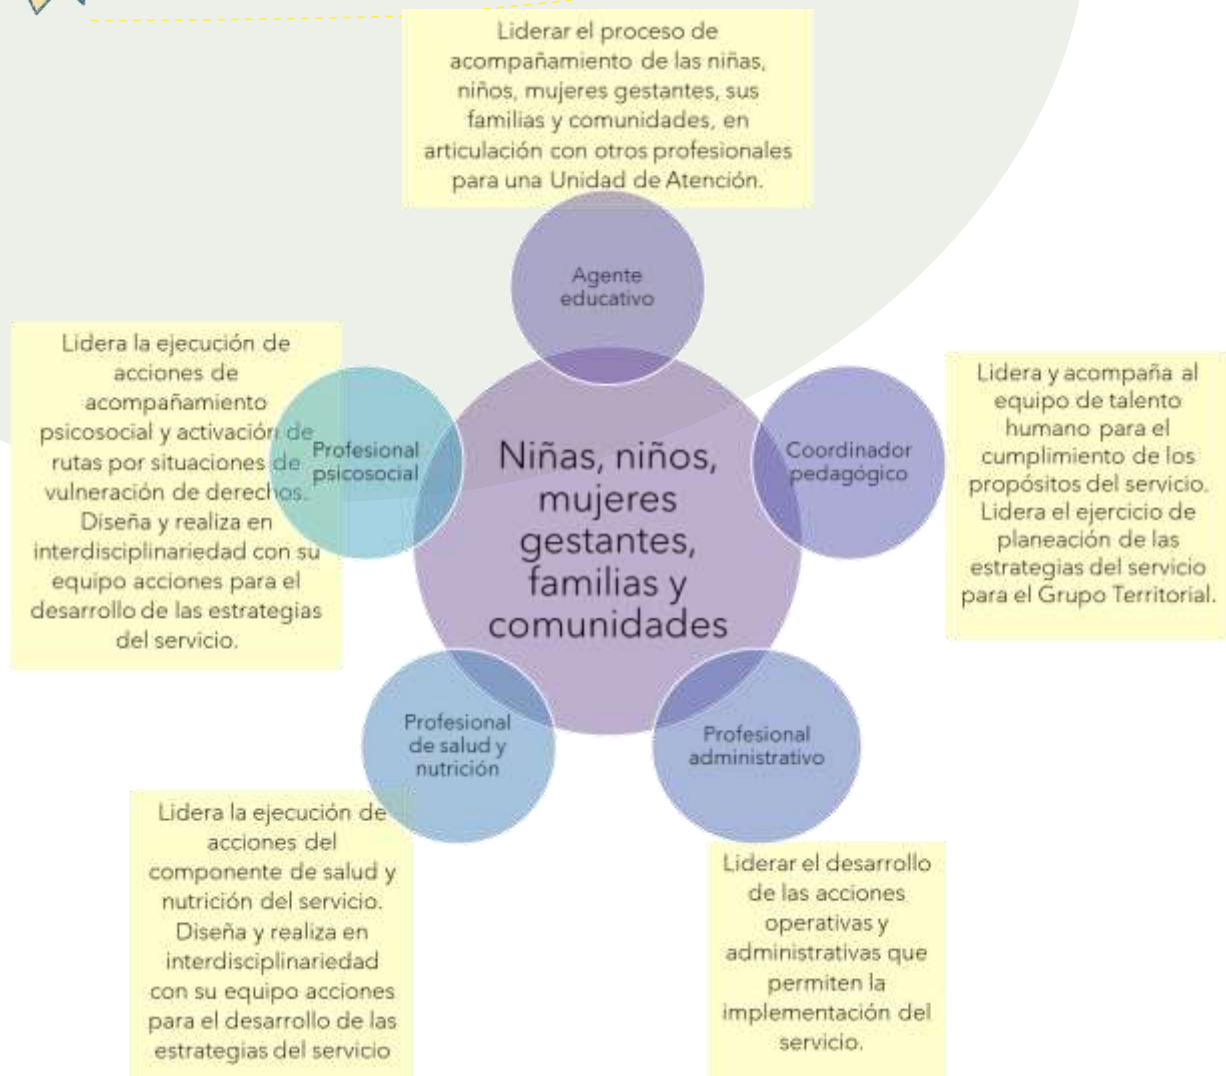 Liderar el proceso de
acompañamiento de las niñas,
niños, mujeres gestantes, sus
familias y comunidades, en
articulación con otros profesionales
para una Unidad de Atención.
Agente
educativo
Lidera la ejecución de
acciones de
acompañamiento
psicosocial y activación de
rutas por situaciones de
vulneración de derechos.
Diseña y realiza en
interdisciplinariedad con su
equipo acciones para el
desarrollo de las estrategias
del servicio.
Profesional
psicosocial
Niñas, niños,
mujeres
gestantes,
familias y
comunidades
Coordinador
pedagógico
Lidera y acompaña al
equipo de talento
humano para el
cumplimiento de los
propósitos del servicio.
Lidera el ejercicio de
planeación de las
estrategias del servicio
para el Grupo Territorial.
Profesional
de salud y
nutrición
Profesional
administrativo
Lidera la ejecución de
acciones del
componente de salud y
nutrición del servicio.
Diseña y realiza en
interdisciplinariedad
con su equipo acciones
para el desarrollo de las
estrategias del servicio
Liderar el desarrollo
de las acciones
operativas y
administrativas que
permiten la
implementación del
servicio.